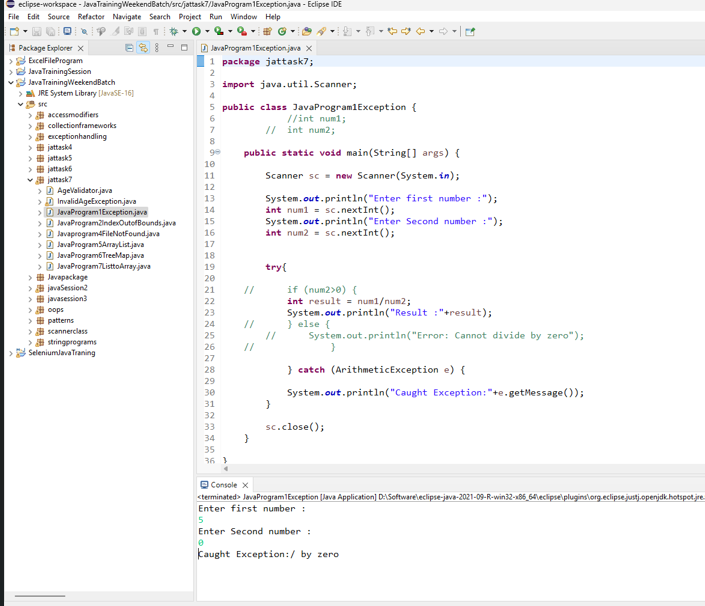 eclipse-workspace - JavaTrainingWeekendBatch/src/jattask7/JavaProgram1Exception.java - Eclipse IDE
File Edit Source Refactor Navigate Search Project Run Window Help
Package Explorer
ExcelFileProgram
JavaTrainingSession
JavaTrainingWeekendBatch
JRE System Library [JavaSE-16]
src
accessmodifiers
collectionframeworks
exceptionhandling
jattask4
jattask5
jattask6
jattask7
AgeValidator.java
InvalidAgeException.java
JavaProgram1Exception.java
JavaProgram2IndexOutofBounds.java
Javaprogram4FileNotFound.java
JavaProgram5ArrayList.java
JavaProgram6TreeMap.java
JavaProgram7ListtoArray.java
Javapackage
javaSession2
javasession3
oops
patterns
scannerclass
stringprograms
SeleniumJavaTraning
JavaProgram1Exception.java
1 package jattask7;
2
3 import java.util.Scanner;
4
5 public class JavaProgram1Exception {
6 //int num1;
7 // int num2;
8
9 public static void main(String[] args) {
10
11 Scanner sc = new Scanner(System.in);
12
13 System.out.println("Enter first number :");
14 int num1 = sc.nextInt();
15 System.out.println("Enter Second number :");
16 int num2 = sc.nextInt();
17
18
19 try{
20
21 // if (num2>0) {
22 int result = num1/num2;
23 System.out.println("Result :"+result);
24 // } else {
25 // System.out.println("Error: Cannot divide by zero");
26 // }
27
28 } catch (ArithmeticException e) {
29
30 System.out.println("Caught Exception:"+e.getMessage());
31 }
32
33 sc.close();
34 }
35
36 }
Console
<terminated> JavaProgram1Exception [Java Application] D:\Software\eclipse-java-2021-09-R-win32-x86_64\eclipse\plugins\org.eclipse.justj.openjdk.hotspot.jre.
Enter first number :
5
Enter Second number :
0
Caught Exception:/ by zero